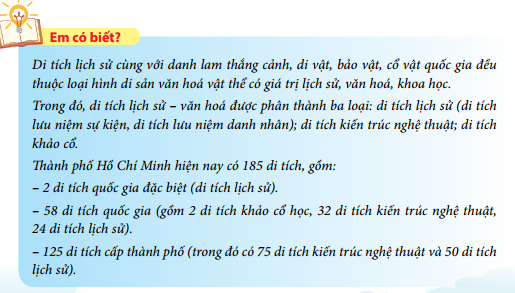 Em có biết?
Di tích lịch sử cùng với danh lam thắng cảnh, di vật, bảo vật, cổ vật quốc gia đều
thuộc loại hình di sản văn hoá vật thể có giá trị lịch sử, văn hoá, khoa học.
Trong đó, di tích lịch sử – văn hoá được phân thành ba loại: di tích lịch sử (di tích
lưu niệm sự kiện, di tích lưu niệm danh nhân); di tích kiến trúc nghệ thuật; di tích
khảo cổ.
Thành phố Hồ Chí Minh hiện nay có 185 di tích, gồm:
– 2 di tích quốc gia đặc biệt (di tích lịch sử).
– 58 di tích quốc gia (gồm 2 di tích khảo cổ học, 32 di tích kiến trúc nghệ thuật,
24 di tích lịch sử).
– 125 di tích cấp thành phố (trong đó có 75 di tích kiến trúc nghệ thuật và 50 di tích
lịch sử).